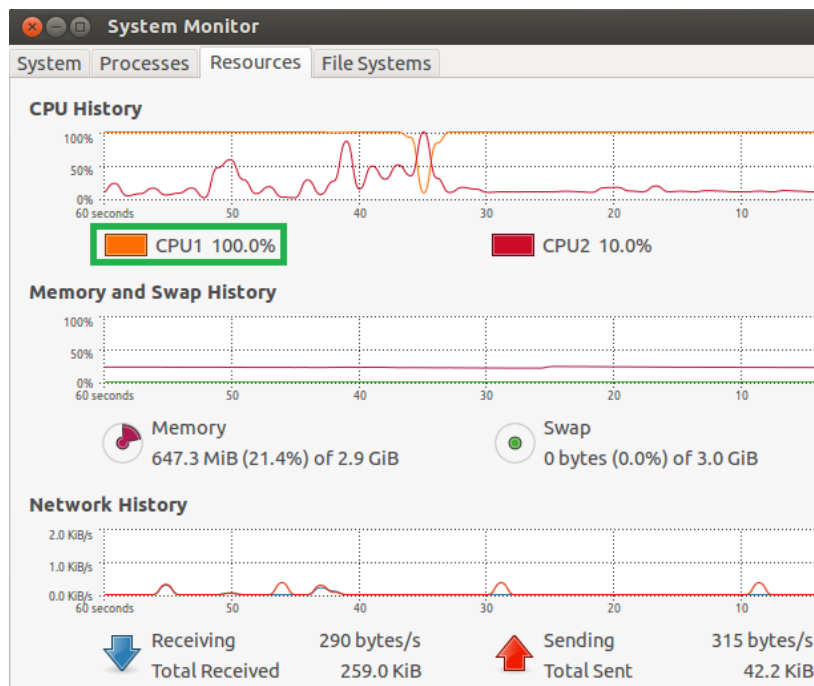 System Monitor
System Processes Resources File Systems
CPU History
100%
50%
0%
60 seconds 50 40 30 20 10
CPU1 100.0% CPU2 10.0%
Memory and Swap History
100%
50%
0%
60 seconds 50 40 30 20 10
Memory Swap
647.3 MiB (21.4%) of 2.9 GiB 0 bytes (0.0%) of 3.0 GiB
Network History
2.0 KiB/s
1.0 KiB/s
0.0 KiB/s
60 seconds 50 40 30 20 10
Receiving 290 bytes/s Sending 315 bytes/s
Total Received 259.0 KiB Total Sent 42.2 KiB